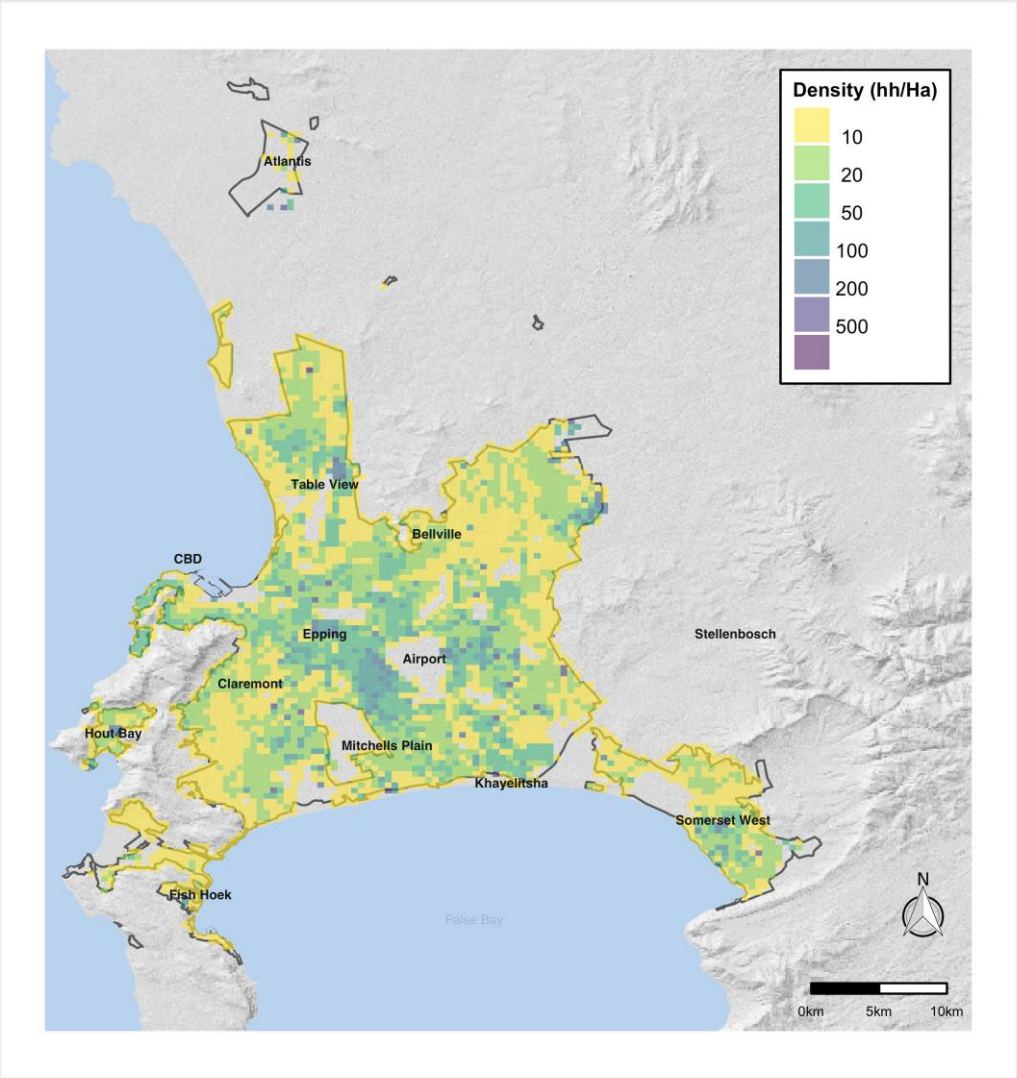 Density (hh/Ha)
10
20
50
100
200
500
Atlantis
Table View
Bellville
CBD
Epping
Stellenbosch
Airport
Claremont
Hout Bay
Mitchells Plain
Khayelitsha
Somerset West
N
Fish Hoek
False Bay
0km 5km 10km